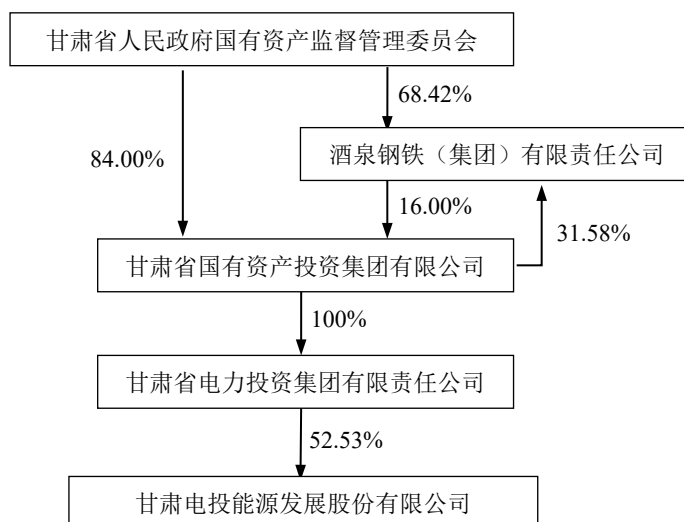 甘肃省人民政府国有资产监督管理委员会
68.42%
酒泉钢铁（集团）有限责任公司
84.00%
16.00%
31.58%
甘肃省国有资产投资集团有限公司
100%
甘肃省电力投资集团有限责任公司
52.53%
甘肃电投能源发展股份有限公司